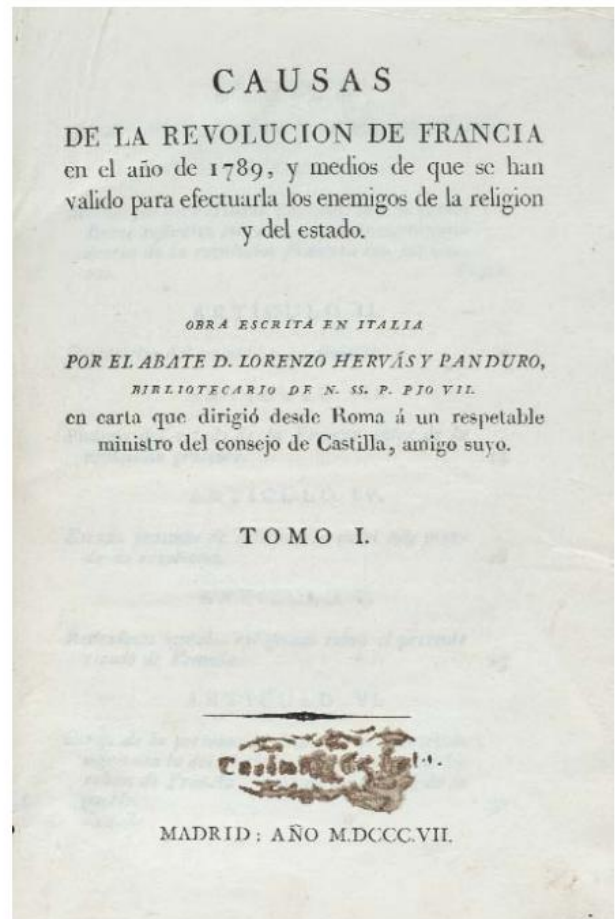 CAUSAS
DE LA REVOLUCION DE FRANCIA
en el año de 1789, y medios de que se han
valido para efectuarla los enemigos de la religion
y del estado.
OBRA ESCRITA EN ITALIA
POR EL ABATE D. LORENZO HERVÁS Y PANDURO,
BIBLIOTECARIO DE N. SS. P. PIO VII.
en carta que dirigió desde Roma á un respetable
ministro del consejo de Castilla, amigo suyo.
TOMO I.
MADRID: AÑO M.DCCC.VII.